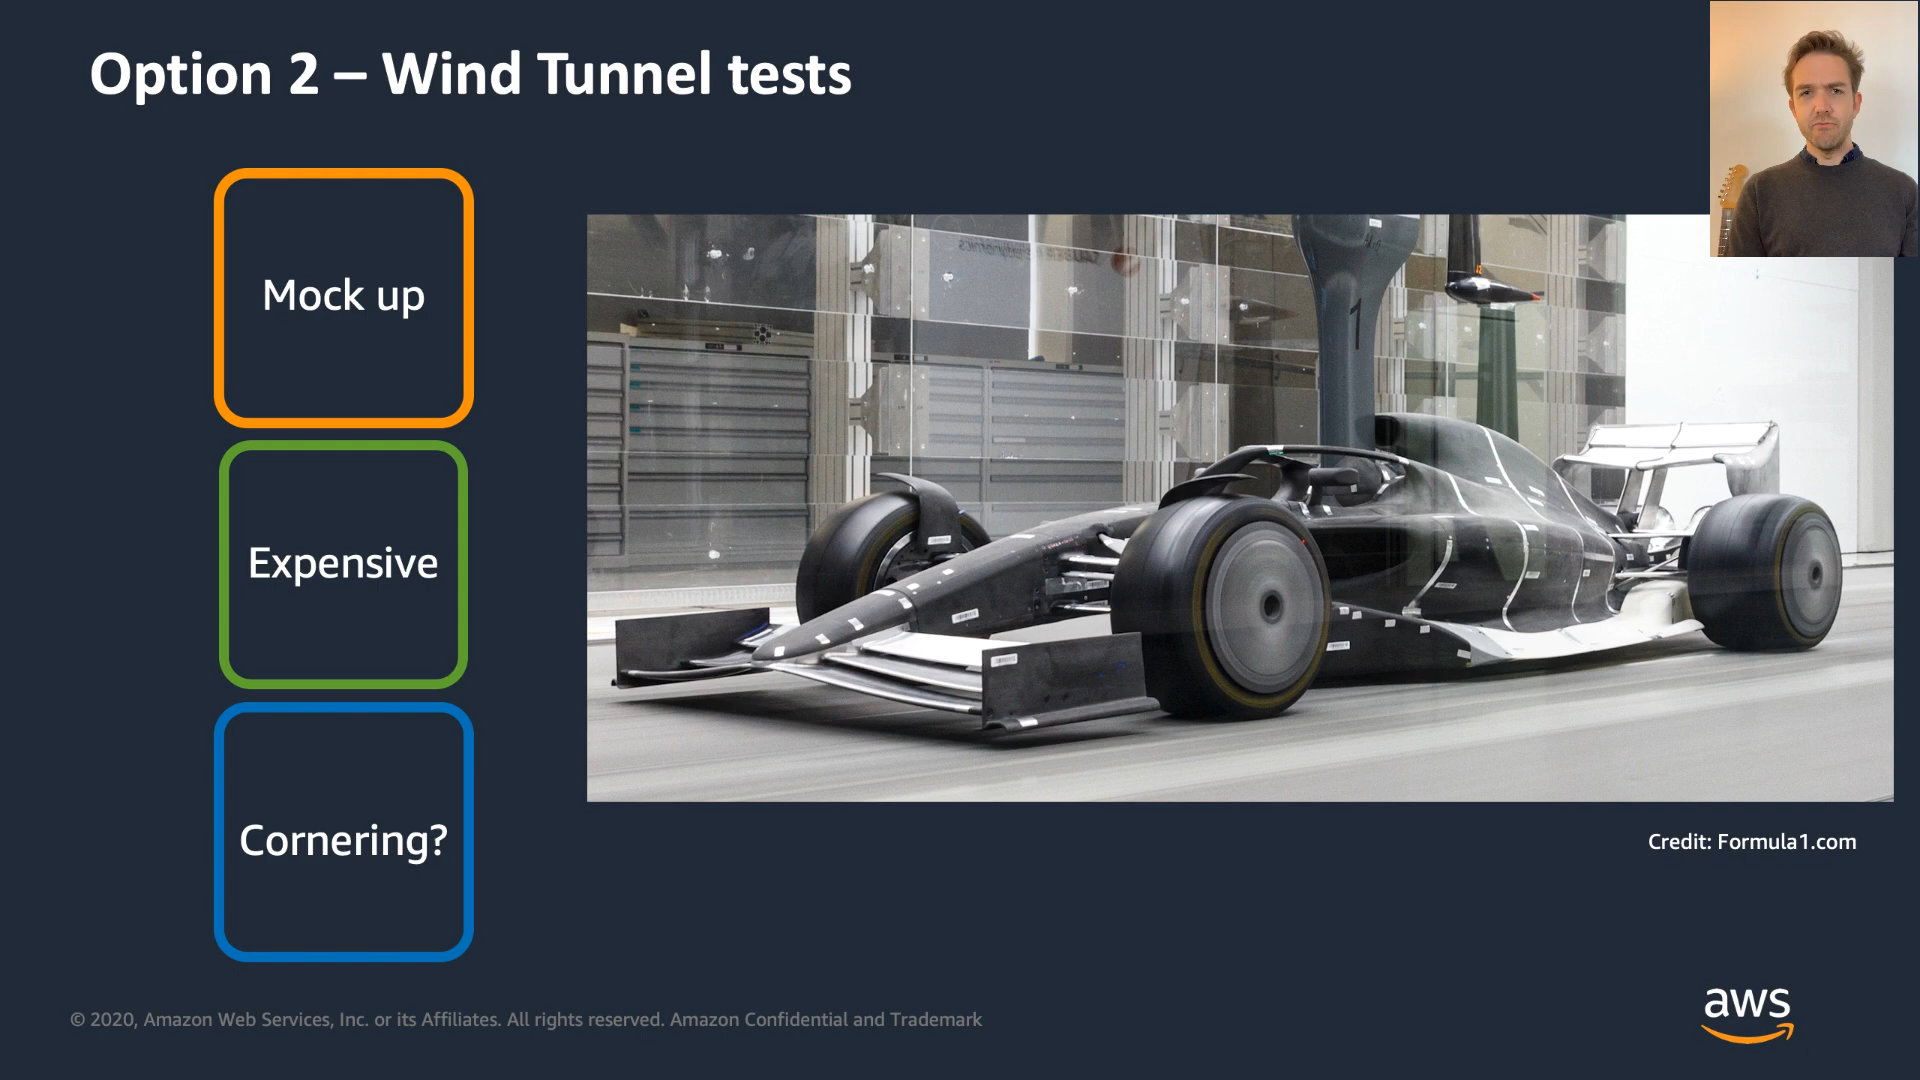 Option 2 – Wind Tunnel tests
Mock up
Expensive
Cornering?
1
Credit: Formula1.com
© 2020, Amazon Web Services, Inc. or its Affiliates. All rights reserved. Amazon Confidential and Trademark
aws